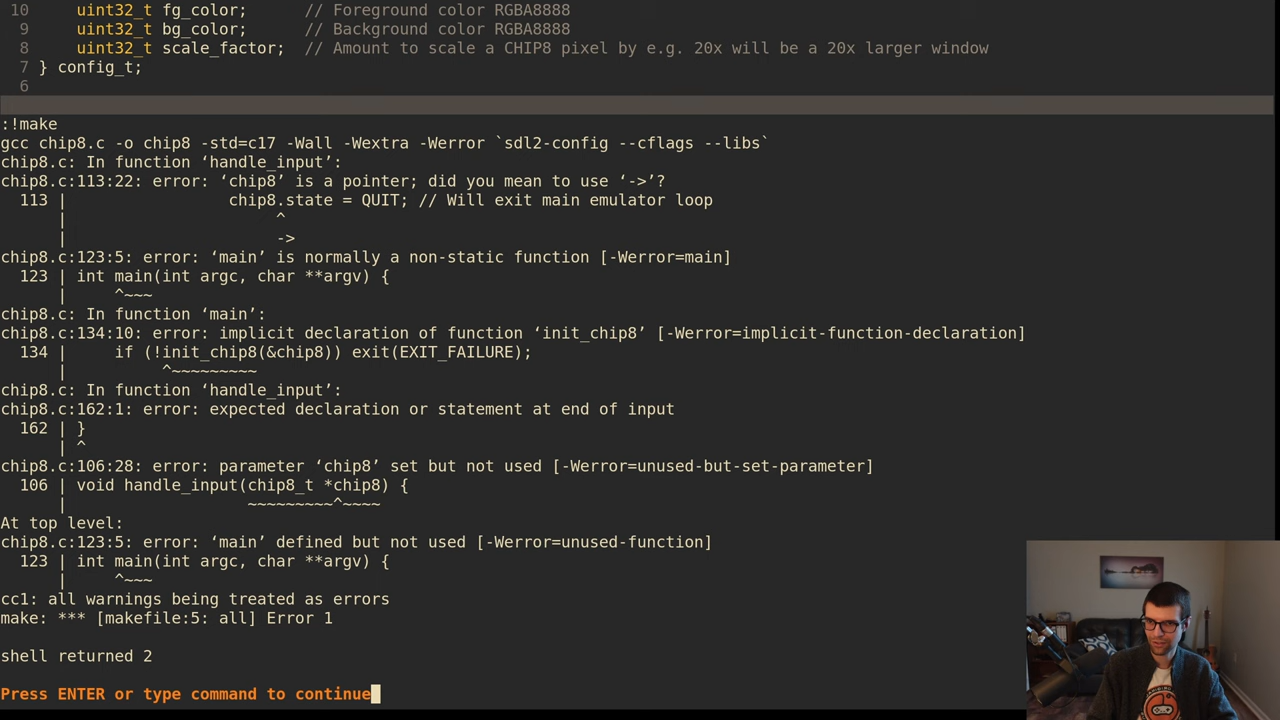 10     uint32_t fg_color;      // Foreground color RGBA8888
 9     uint32_t bg_color;      // Background color RGBA8888
 8     uint32_t scale_factor;  // Amount to scale a CHIP8 pixel by e.g. 20x will be a 20x larger window
 7 } config_t;
 6
:!make
gcc chip8.c -o chip8 -std=c17 -Wall -Wextra -Werror `sdl2-config --cflags --libs`
chip8.c: In function ‘handle_input’:
chip8.c:113:22: error: ‘chip8’ is a pointer; did you mean to use ‘->’?
  113 |                 chip8.state = QUIT; // Will exit main emulator loop
      |                      ^
      |                      ->
chip8.c:123:5: error: ‘main’ is normally a non-static function [-Werror=main]
  123 | int main(int argc, char **argv) {
      |     ^~~~
chip8.c: In function ‘main’:
chip8.c:134:10: error: implicit declaration of function ‘init_chip8’ [-Werror=implicit-function-declaration]
  134 |     if (!init_chip8(&chip8)) exit(EXIT_FAILURE);
      |          ^~~~~~~~~~
chip8.c: In function ‘handle_input’:
chip8.c:162:1: error: expected declaration or statement at end of input
  162 | }
      | ^
chip8.c:106:28: error: parameter ‘chip8’ set but not used [-Werror=unused-but-set-parameter]
  106 | void handle_input(chip8_t *chip8) {
      |                   ~~~~~~~~~^~~~~
At top level:
chip8.c:123:5: error: ‘main’ defined but not used [-Werror=unused-function]
  123 | int main(int argc, char **argv) {
      |     ^~~~
cc1: all warnings being treated as errors
make: *** [makefile:5: all] Error 1
shell returned 2
Press ENTER or type command to continue